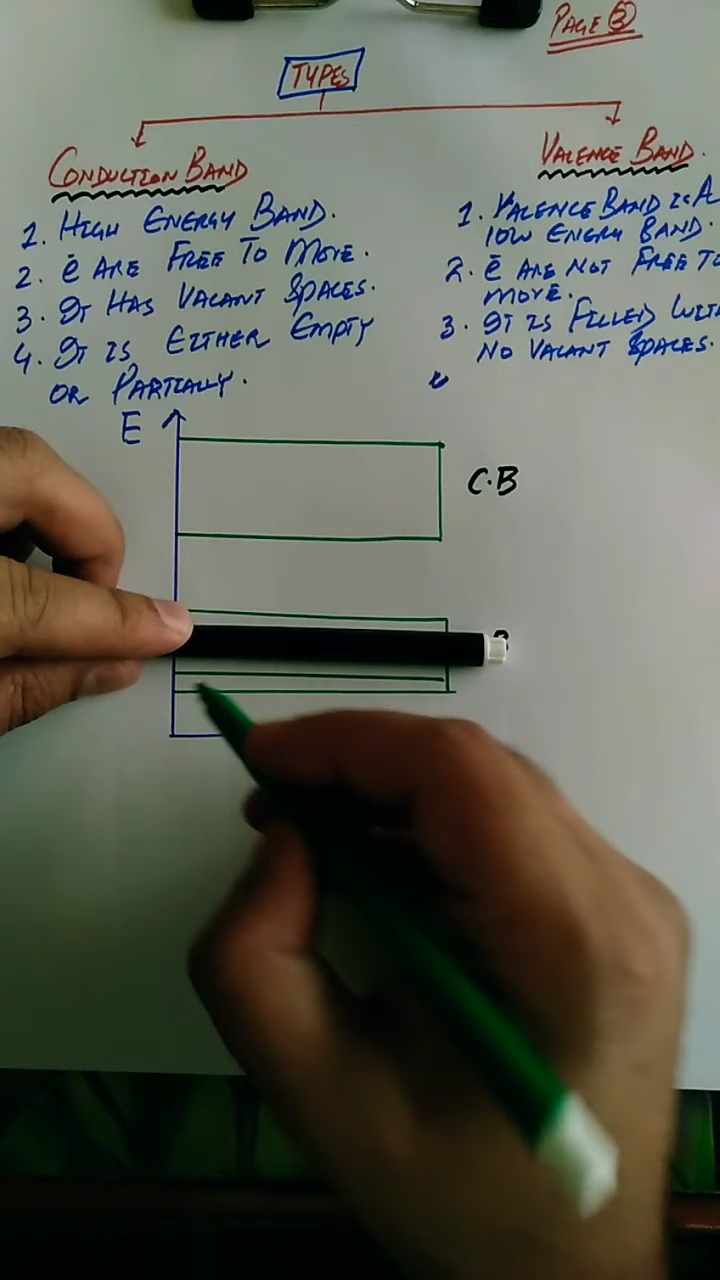 PAGE 3
TYPES
CONDUCTION BAND
1. HIGH ENERGY BAND.
2. ē ARE FREE TO MOVE.
3. IT HAS VACANT SPACES.
4. IT IS EITHER EMPTY
OR PARTIALLY.
VALENCE BAND.
1. VALENCE BAND IS A
LOW ENERY BAND.
2. ē ARE NOT FREE TO
MOVE.
3. IT IS FILLED WITH
NO VACANT SPACES.
E
C.B